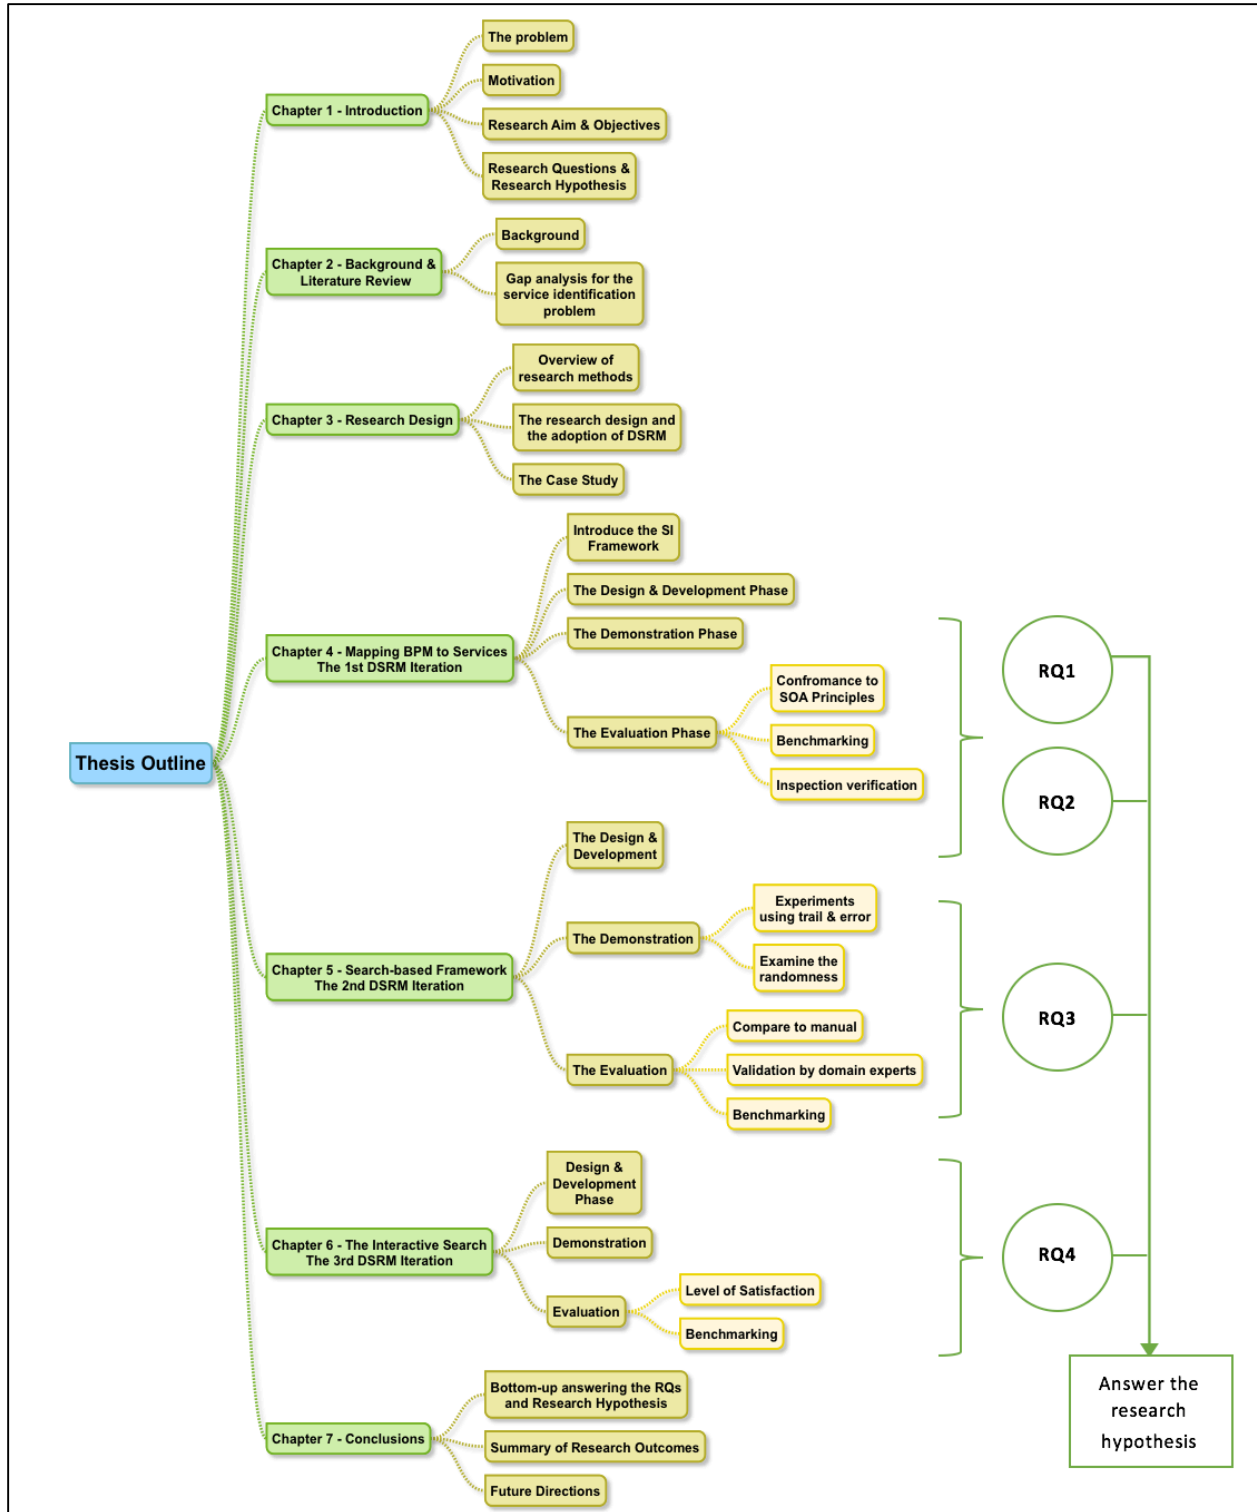 Thesis Outline
Chapter 1 - Introduction
The problem
Motivation
Research Aim & Objectives
Research Questions &
Research Hypothesis
Chapter 2 - Background &
Literature Review
Background
Gap analysis for the
service identification
problem
Chapter 3 - Research Design
Overview of
research methods
The research design and
the adoption of DSRM
The Case Study
Chapter 4 - Mapping BPM to Services
The 1st DSRM Iteration
Introduce the SI
Framework
The Design & Development Phase
The Demonstration Phase
The Evaluation Phase
Confromance to
SOA Principles
Benchmarking
Inspection verification
RQ1
RQ2
Chapter 5 - Search-based Framework
The 2nd DSRM Iteration
The Design &
Development
The Demonstration
Experiments
using trail & error
Examine the
randomness
The Evaluation
Compare to manual
Validation by domain experts
Benchmarking
RQ3
Chapter 6 - The Interactive Search
The 3rd DSRM Iteration
Design &
Development
Phase
Demonstration
Evaluation
Level of Satisfaction
Benchmarking
RQ4
Chapter 7 - Conclusions
Bottom-up answering the RQs
and Research Hypothesis
Summary of Research Outcomes
Future Directions
Answer the
research
hypothesis